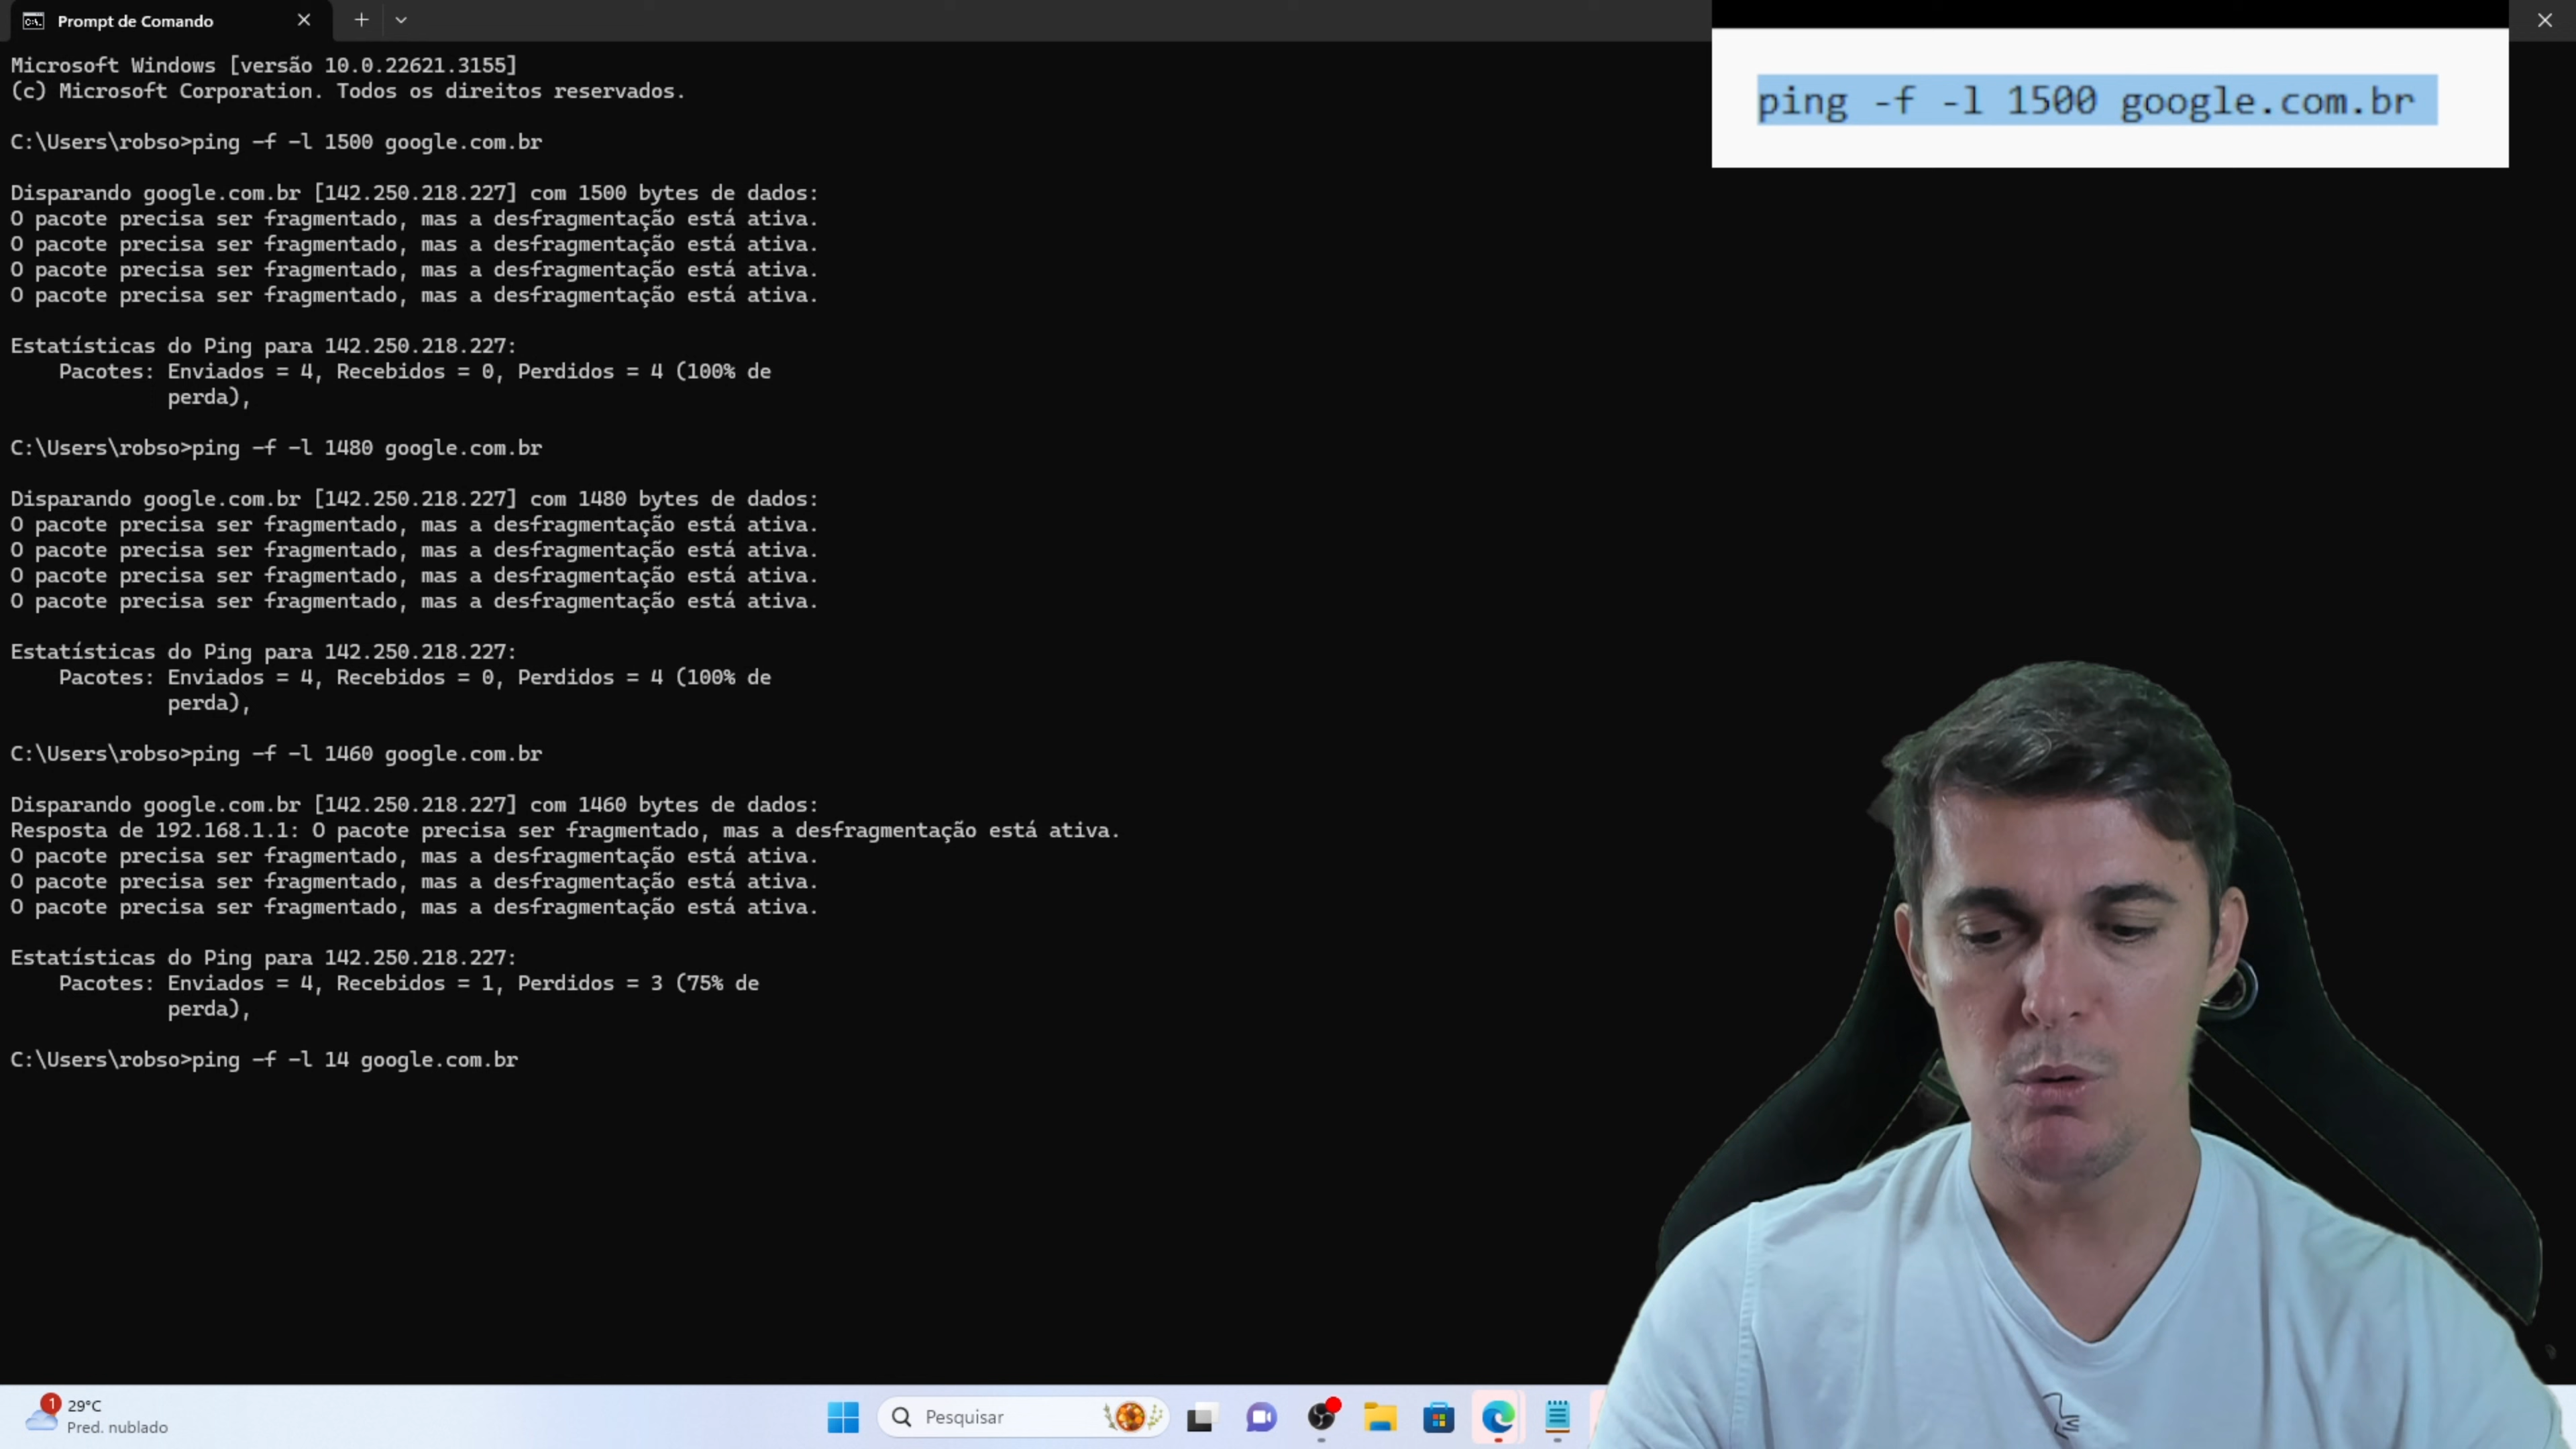 Prompt de Comando
Microsoft Windows [versão 10.0.22621.3155]
(c) Microsoft Corporation. Todos os direitos reservados.
C:\Users\robso>ping -f -l 1500 google.com.br
Disparando google.com.br [142.250.218.227] com 1500 bytes de dados:
O pacote precisa ser fragmentado, mas a desfragmentação está ativa.
O pacote precisa ser fragmentado, mas a desfragmentação está ativa.
O pacote precisa ser fragmentado, mas a desfragmentação está ativa.
O pacote precisa ser fragmentado, mas a desfragmentação está ativa.
Estatísticas do Ping para 142.250.218.227:
Pacotes: Enviados = 4, Recebidos = 0, Perdidos = 4 (100% de
perda),
C:\Users\robso>ping -f -l 1480 google.com.br
Disparando google.com.br [142.250.218.227] com 1480 bytes de dados:
O pacote precisa ser fragmentado, mas a desfragmentação está ativa.
O pacote precisa ser fragmentado, mas a desfragmentação está ativa.
O pacote precisa ser fragmentado, mas a desfragmentação está ativa.
O pacote precisa ser fragmentado, mas a desfragmentação está ativa.
Estatísticas do Ping para 142.250.218.227:
Pacotes: Enviados = 4, Recebidos = 0, Perdidos = 4 (100% de
perda),
C:\Users\robso>ping -f -l 1460 google.com.br
Disparando google.com.br [142.250.218.227] com 1460 bytes de dados:
Resposta de 192.168.1.1: O pacote precisa ser fragmentado, mas a desfragmentação está ativa.
O pacote precisa ser fragmentado, mas a desfragmentação está ativa.
O pacote precisa ser fragmentado, mas a desfragmentação está ativa.
O pacote precisa ser fragmentado, mas a desfragmentação está ativa.
Estatísticas do Ping para 142.250.218.227:
Pacotes: Enviados = 4, Recebidos = 1, Perdidos = 3 (75% de
perda),
C:\Users\robso>ping -f -l 14 google.com.br
ping -f -l 1500 google.com.br
1
29°C
Pred. nublado
Pesquisar